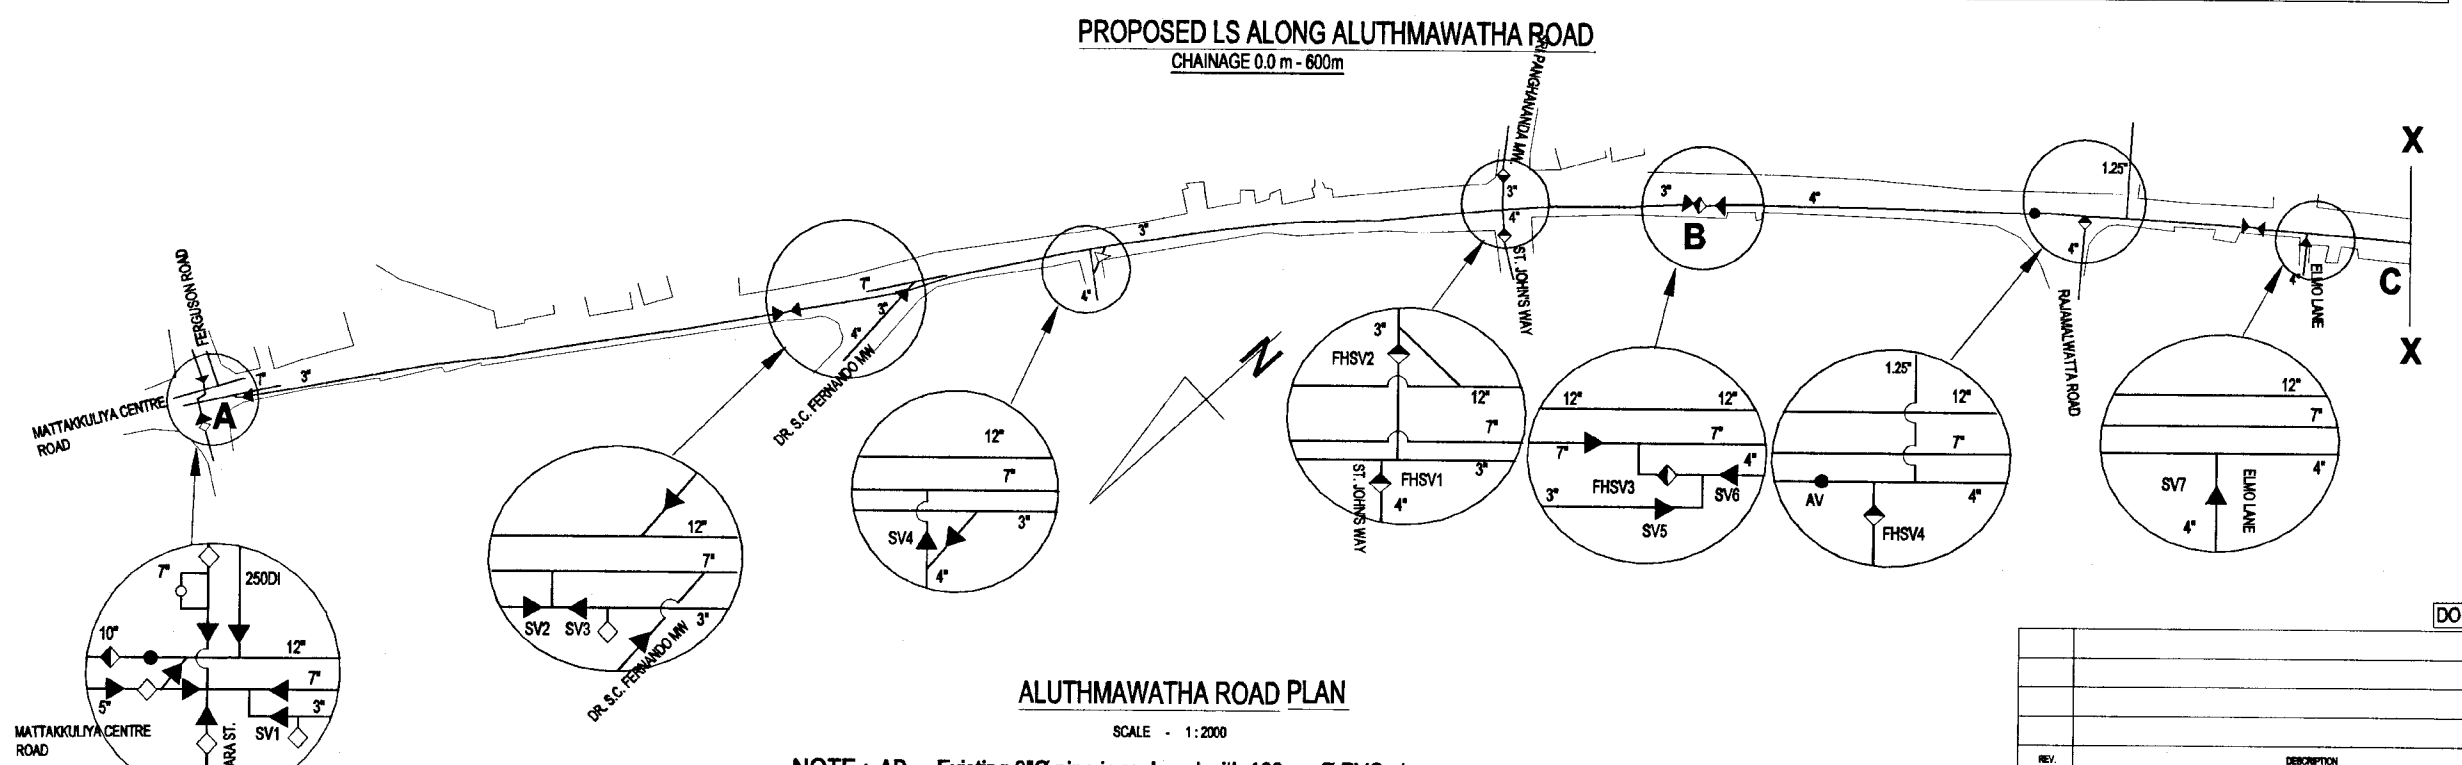 PROPOSED LS ALONG ALUTHMAWATHA ROAD
CHAINAGE 0.0 m - 600m
MATTAKKULIYA CENTRE
ROAD
FERGUSON ROAD
A
7"
3"
7"
3"
4"
DR. S.C. FERNANDO MW
3"
4"
3"
4"
ST. JOHN'S WAY
3"
B
4"
1.25"
4"
RAJAMALWATTA ROAD
4"
ELMO LANE
C
X
X
N
7"
250DI
10"
12"
7"
5"
3"
SV1
MATTAKKULIYA CENTRE
ROAD
12"
7"
SV2
SV3
3"
DR. S.C. FERNANDO MW
12"
7"
SV4
3"
4"
3"
FHSV2
12"
7"
3"
FHSV1
4"
ST. JOHN'S WAY
12"
12"
7"
7"
4"
FHSV3
SV6
3"
SV5
1.25"
12"
7"
AV
4"
FHSV4
12"
7"
4"
SV7
4"
ELMO LANE
ALUTHMAWATHA ROAD PLAN
SCALE - 1:2000
DO
REV.
DESCRIPTION